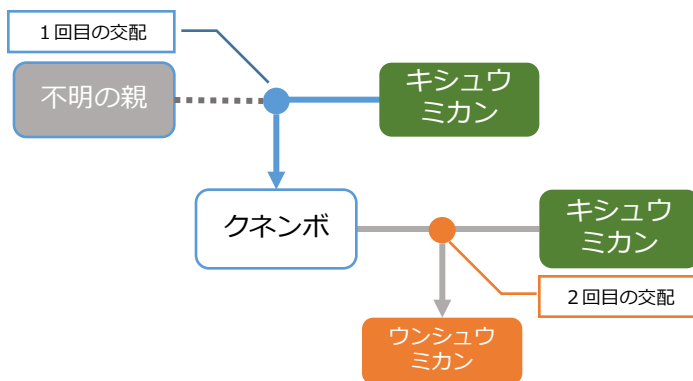 1回目の交配
不明の親
キシュウ
ミカン
クネンボ
キシュウ
ミカン
2回目の交配
ウンシュウ
ミカン